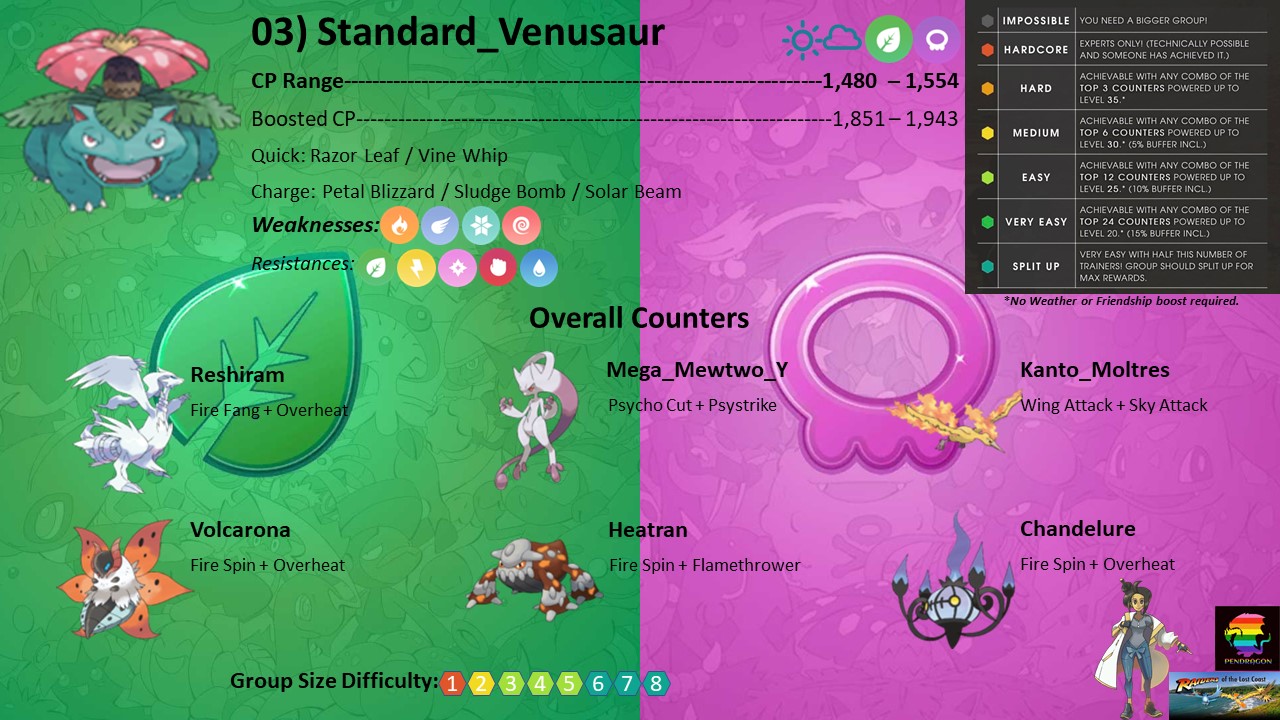 03) Standard_Venusaur
CP Range--------------------------------------------------------------------------------1,480 – 1,554
Boosted CP--------------------------------------------------------------------------------1,851 – 1,943
Quick: Razor Leaf / Vine Whip
Charge: Petal Blizzard / Sludge Bomb / Solar Beam
Weaknesses:
Resistances:
IMPOSSIBLE YOU NEED A BIGGER GROUP!
HARDCORE EXPERTS ONLY! (TECHNICALLY POSSIBLE
AND SOMEONE HAS ACHIEVED IT.)
HARD ACHIEVABLE WITH ANY COMBO OF THE
TOP 3 COUNTERS POWERED UP TO
LEVEL 35.*
MEDIUM ACHIEVABLE WITH ANY COMBO OF THE
TOP 6 COUNTERS POWERED UP TO
LEVEL 30.* (5% BUFFER INCL.)
EASY ACHIEVABLE WITH ANY COMBO OF THE
TOP 12 COUNTERS POWERED UP TO
LEVEL 25.* (10% BUFFER INCL.)
VERY EASY ACHIEVABLE WITH ANY COMBO OF THE
TOP 24 COUNTERS POWERED UP TO
LEVEL 20.* (15% BUFFER INCL.)
SPLIT UP VERY EASY WITH HALF THIS NUMBER OF
TRAINERS! GROUP SHOULD SPLIT UP FOR
MAX REWARDS.
*No Weather or Friendship boost required.
Overall Counters
Reshiram
Fire Fang + Overheat
Mega_Mewtwo_Y
Psycho Cut + Psystrike
Kanto_Moltres
Wing Attack + Sky Attack
Volcarona
Fire Spin + Overheat
Heatran
Fire Spin + Flamethrower
Chandelure
Fire Spin + Overheat
Group Size Difficulty: 1 2 3 4 5 6 7 8
PENDRAGON
RAIDERS of the Lost Coast